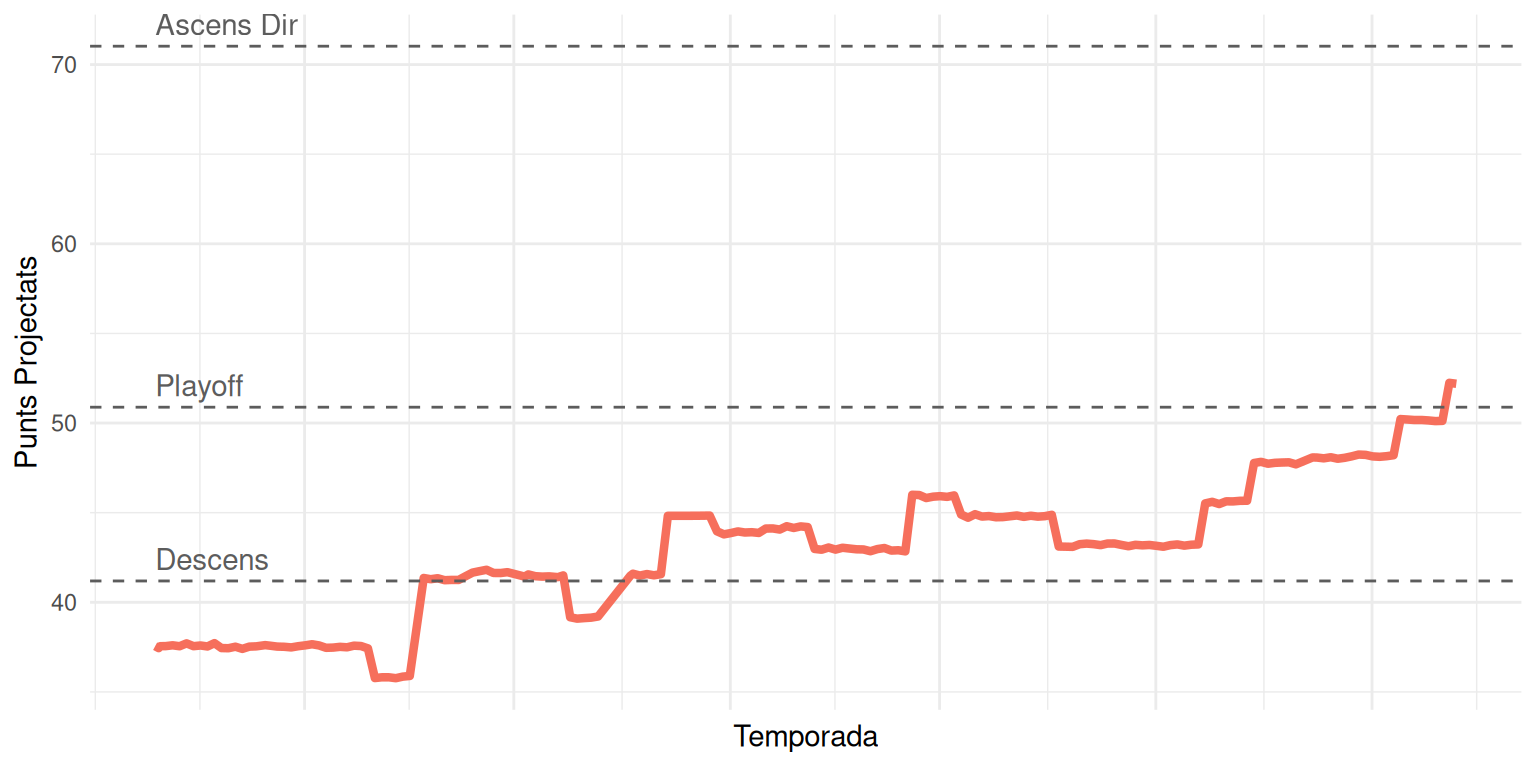 Ascens Dir
70
60
Punts Projectats
Playoff
50
Descens
40
Temporada